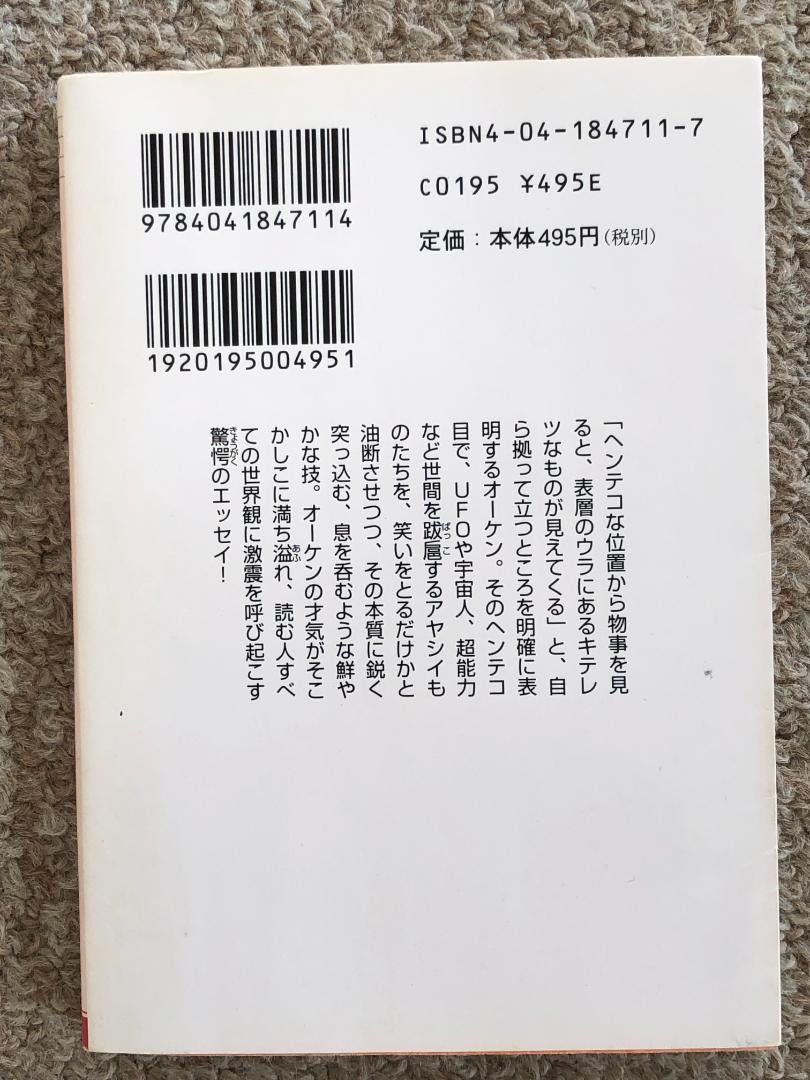 9784041847114
1920195004951
ISBN4-04-184711-7
C0195 ¥495E
定価：本体495円（税別）
「ヘンテコな位置から物事を見
ると、表層のウラにあるキテレ
ツなものが見えてくる」と、自
ら拠って立つところを明確に表
明するオーケン。そのヘンテコ
目で、UFOや宇宙人、超能力
など世間を跋扈するアヤシイも
のたちを、笑いをとるだけかと
油断させつつ、その本質に鋭く
突っ込む、息を呑むような鮮や
かな技。オーケンの才気がそこ
かしこに満ち溢れ、読む人すべ
ての世界観に激震を呼び起こす
驚愕のエッセイ！
ばっこ
あふ
きょうがく